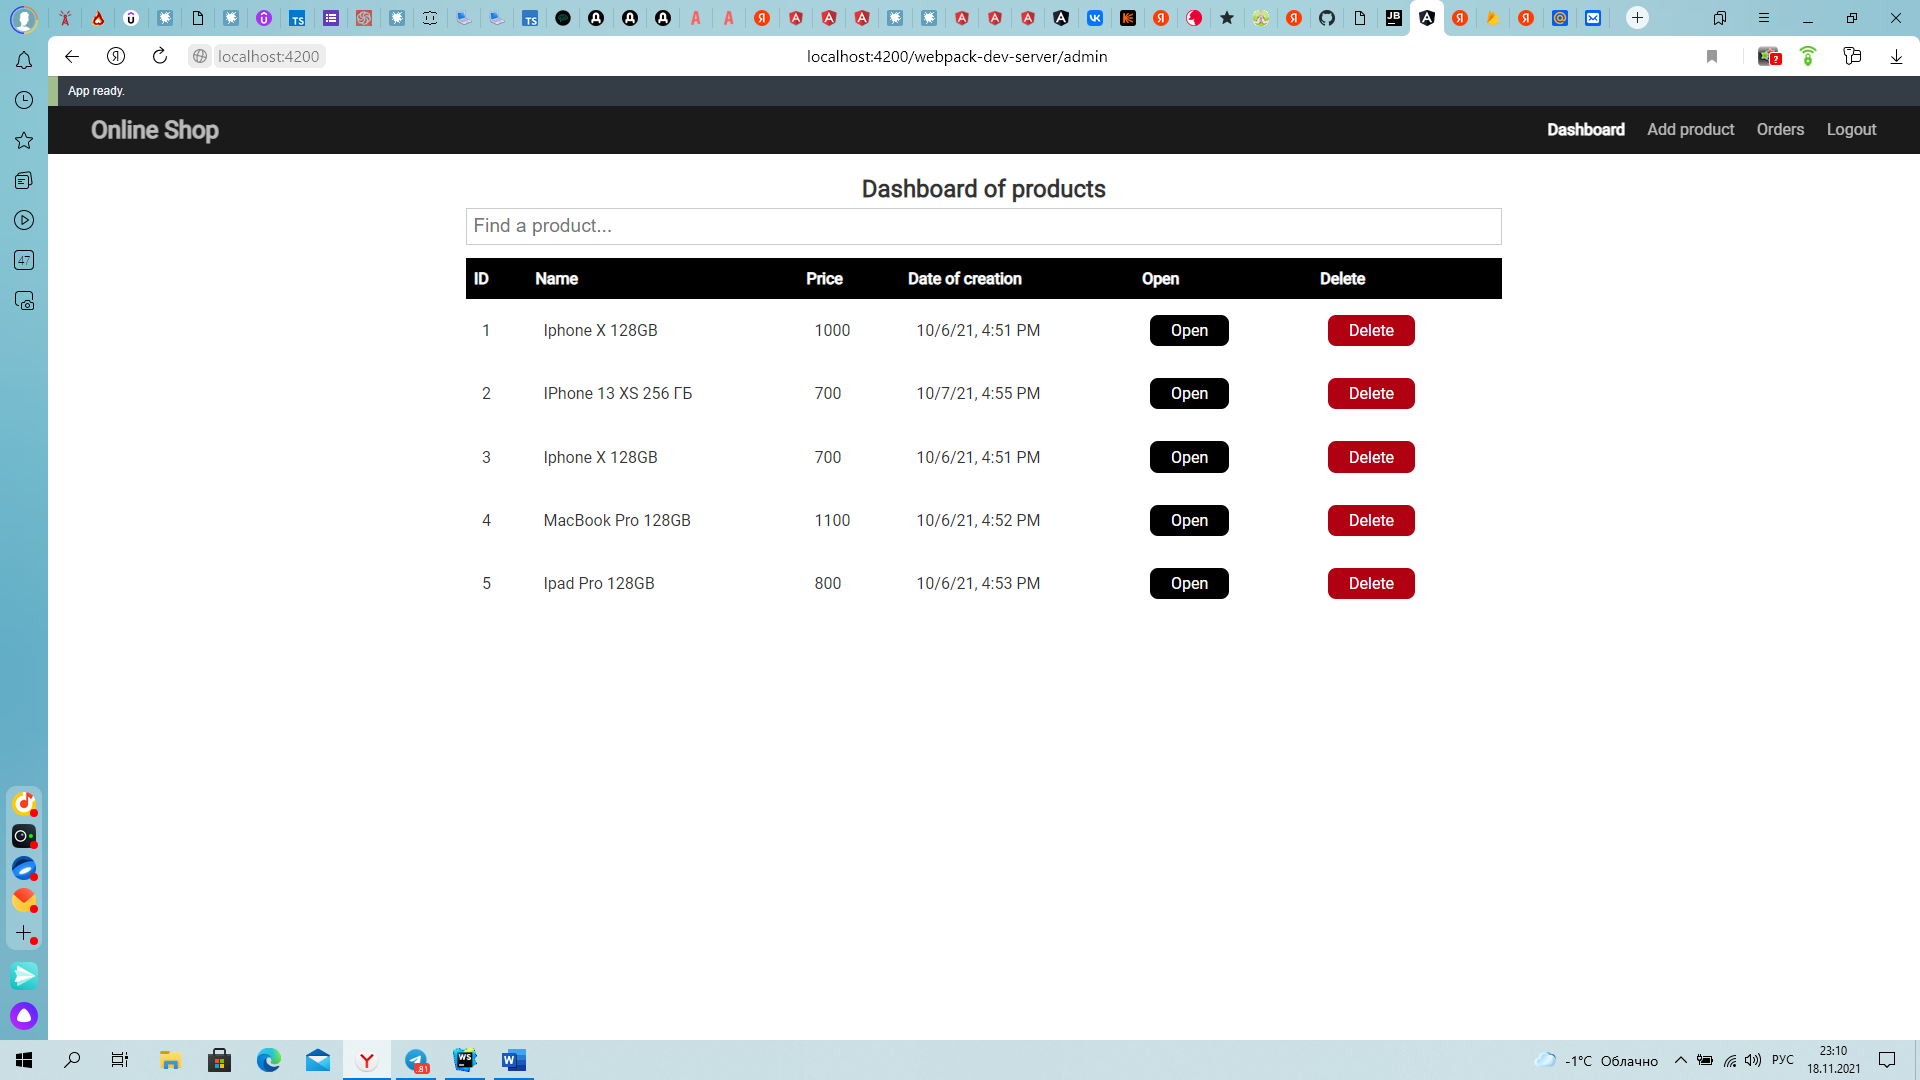 localhost:4200
localhost:4200/webpack-dev-server/admin
App ready.
Online Shop
Dashboard Add product Orders Logout
Dashboard of products
Find a product...
ID Name Price Date of creation Open Delete
1 Iphone X 128GB 1000 10/6/21, 4:51 PM Open Delete
2 IPhone 13 XS 256 ГБ 700 10/7/21, 4:55 PM Open Delete
3 Iphone X 128GB 700 10/6/21, 4:51 PM Open Delete
4 MacBook Pro 128GB 1100 10/6/21, 4:52 PM Open Delete
5 Ipad Pro 128GB 800 10/6/21, 4:53 PM Open Delete
47
-1°C Облачно
РУС
23:10
18.11.2021